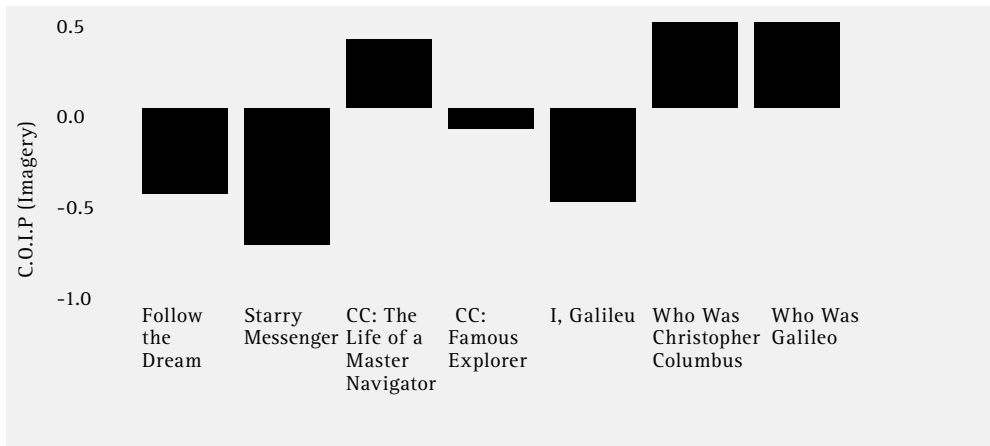 0.5
0.0
-0.5
-1.0
C.O.I.P (Imagery)
Follow
the
Dream
Starry
Messenger
CC: The
Life of a
Master
Navigator
CC:
Famous
Explorer
I, Galileu
Who Was
Christopher
Columbus
Who Was
Galileo